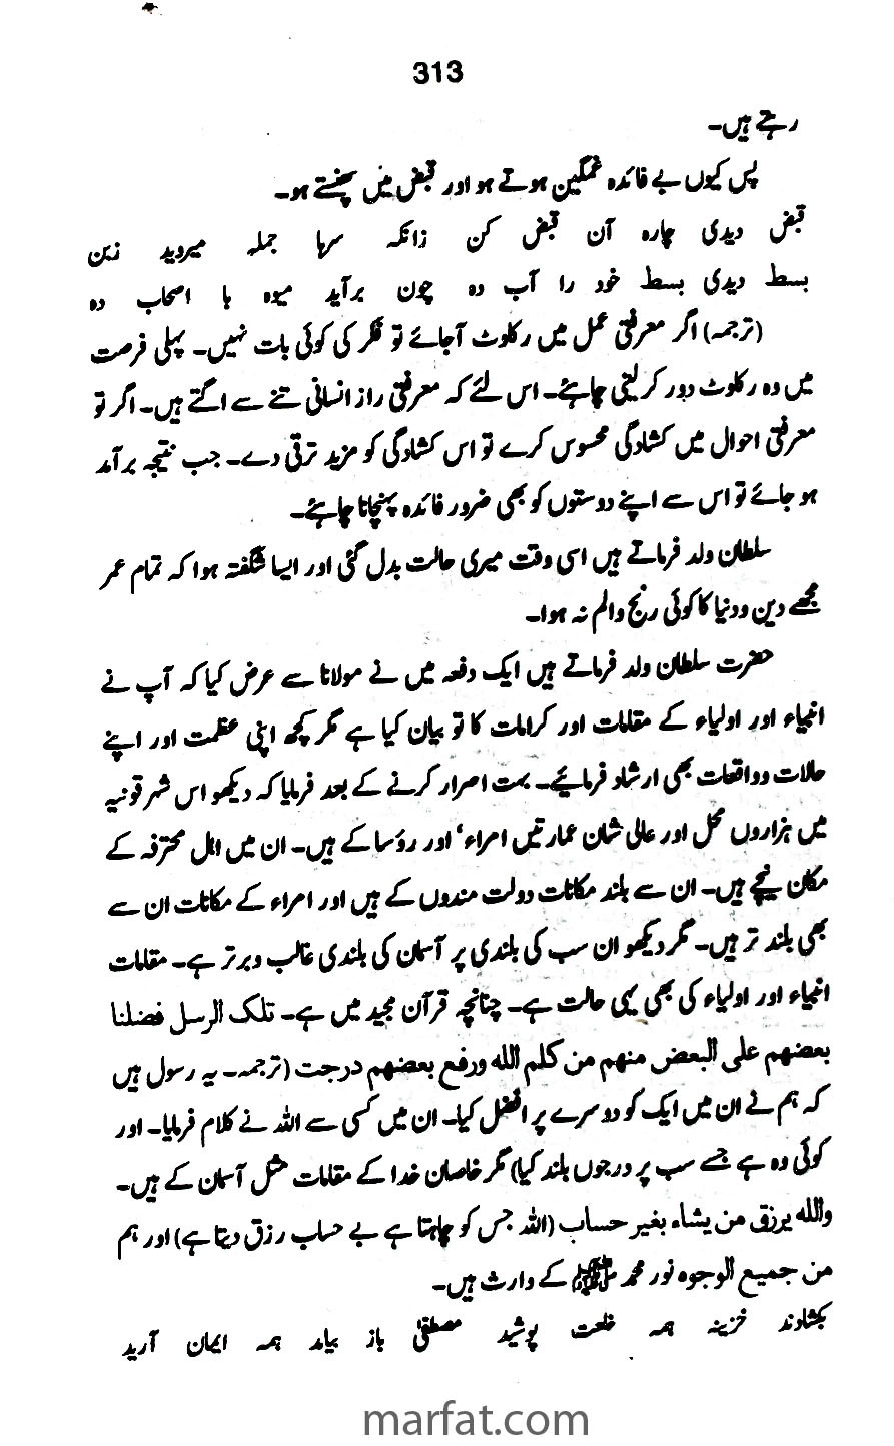 313
رہتے ہیں۔
پس کیوں بے فائدہ غمگین ہوتے ہو اور قبض میں پھنستے ہو۔
قبض دیدی چارہ آن قبض کن زانکہ سرہا جملہ میروید زبن
بسط دیدی بسط خود را آب دہ چون برآید میوہ با اصحاب دہ
(ترجمہ) اگر معرفتی عمل میں رکاوٹ آجائے تو فکر کی کوئی بات نہیں۔ پہلی فرصت
میں وہ رکاوٹ دور کر لیتی چاہئے۔ اس لئے کہ معرفتی راز انسانی تنے سے اگتے ہیں۔ اگر تو
معرفتی احوال میں کشادگی محسوس کرے تو اس کشادگی کو مزید ترقی دے۔ جب نتیجہ برآمد
ہو جائے تو اس سے اپنے دوستوں کو بھی ضرور فائدہ پہنچانا چاہئے۔
سلطان ولد فرماتے ہیں اسی وقت میری حالت بدل گئی اور ایسا شگفتہ ہوا کہ تمام عمر
مجھے دین و دنیا کا کوئی رنج والم نہ ہوا۔
حضرت سلطان ولد فرماتے ہیں ایک دفعہ میں نے مولانا سے عرض کیا کہ آپ نے
انبیاء اور اولیاء کے مقامات اور کرامات کا تو بیان کیا ہے مگر کچھ اپنی عظمت اور اپنے
حالات و واقعات بھی ارشاد فرمائیے۔ بہت اصرار کرنے کے بعد فرمایا کہ دیکھو اس شہر قونیہ
میں ہزاروں محل اور عالی شان عمارتیں امراء‘ اور رؤسا کے ہیں۔ ان میں اہل محترفہ کے
مکان نیچے ہیں۔ ان سے بلند مکانات دولت مندوں کے ہیں اور امراء کے مکانات ان سے
بھی بلند تر ہیں۔ مگر دیکھو ان سب کی بلندی پر آسمان کی بلندی غالب و برتر ہے۔ مقامات
انبیاء اور اولیاء کی بھی یہی حالت ہے۔ چنانچہ قرآن مجید میں ہے۔ تلک الرسل فضلنا
بعضھم علی البعض منھم من کلم اللہ ورفع بعضھم درجت (ترجمہ۔ یہ رسول ہیں
کہ ہم نے ان میں ایک کو دوسرے پر افضل کیا۔ ان میں کسی سے اللہ نے کلام فرمایا۔ اور
کوئی وہ ہے جسے سب پر درجوں بلند کیا) مگر خاصان خدا کے مقامات مثل آسمان کے ہیں۔
واللہ یرزق من یشاء بغیر حساب (اللہ جس کو چاہتا ہے بے حساب رزق دیتا ہے) اور ہم
من جمیع الوجوہ نور محمد ﷺ کے وارث ہیں۔
بکشادند خزینہ ہمہ خلعت پوشید مصطفیٰ باز بیامد ہمہ ایمان آرید
marfat.com